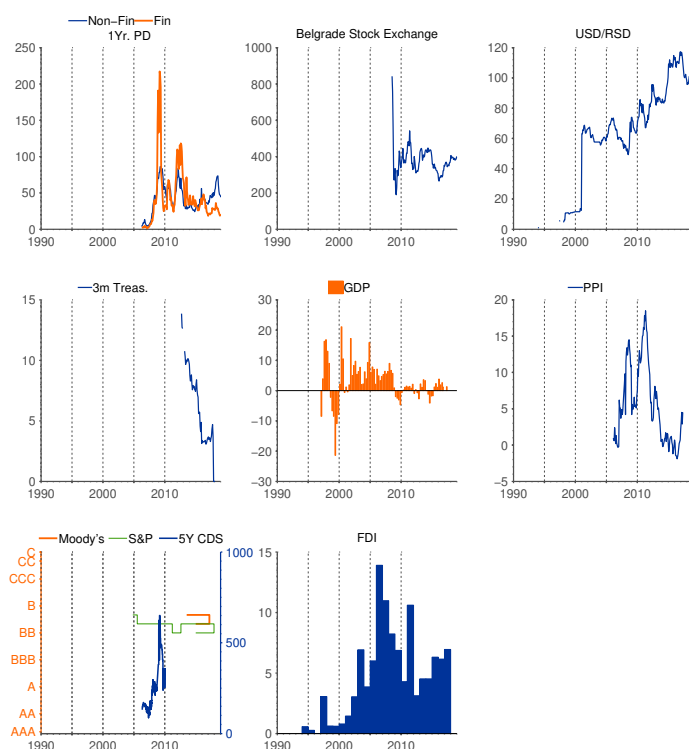 Non-Fin Fin
1Yr. PD
250
200
150
100
50
0
1990 2000 2010
Belgrade Stock Exchange
1000
800
600
400
200
0
1990 2000 2010
USD/RSD
120
100
80
60
40
20
0
1990 2000 2010
3m Treas.
15
10
5
0
1990 2000 2010
GDP
30
20
10
0
-10
-20
-30
1990 2000 2010
PPI
20
15
10
5
0
-5
1990 2000 2010
Moody's S&P 5Y CDS
C
CC
CCC
B
BB
BBB
A
AA
AAA
1000
500
0
1990 2000 2010
FDI
15
10
5
0
1990 2000 2010